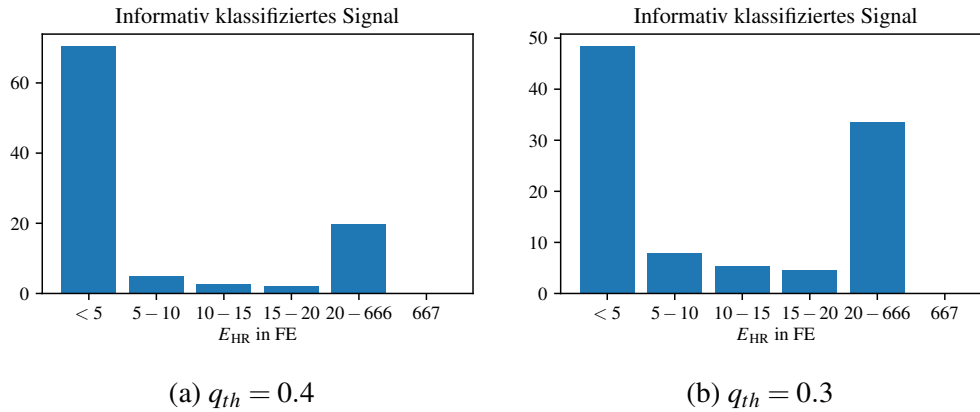 Informativ klassifiziertes Signal
60
40
20
0
< 5 5 − 10 10 − 15 15 − 20 20 − 666 667
E_HR in FE
(a) q_th = 0.4
Informativ klassifiziertes Signal
50
40
30
20
10
0
< 5 5 − 10 10 − 15 15 − 20 20 − 666 667
E_HR in FE
(b) q_th = 0.3